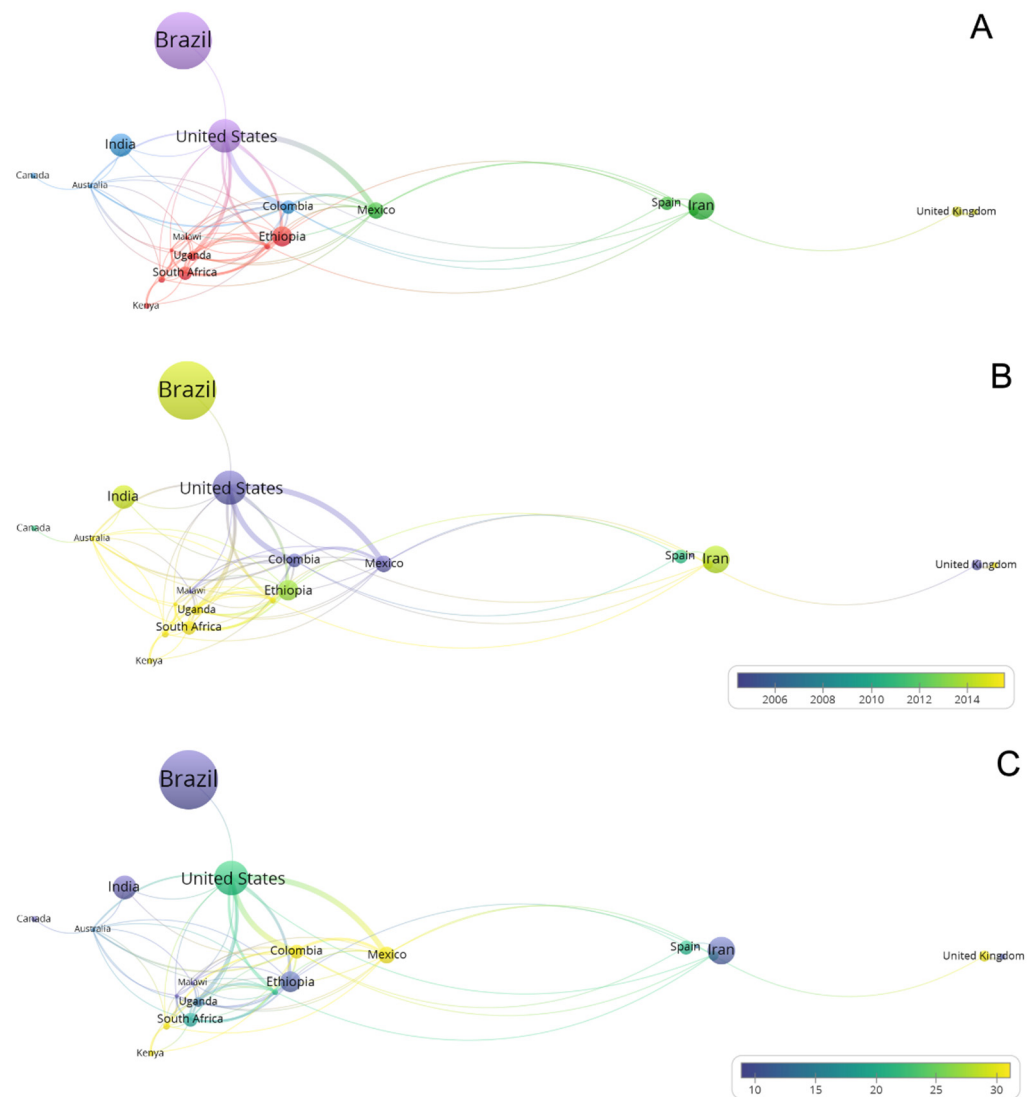 A
Brazil
United States
India
Canada
Australia
Colombia
Mexico
Spain
Iran
United Kingdom
Malawi
Ethiopia
Uganda
South Africa
Kenya
B
Brazil
United States
India
Canada
Australia
Colombia
Mexico
Spain
Iran
United Kingdom
Malawi
Ethiopia
Uganda
South Africa
Kenya
2006 2008 2010 2012 2014
C
Brazil
United States
India
Canada
Australia
Colombia
Mexico
Spain
Iran
United Kingdom
Malawi
Ethiopia
Uganda
South Africa
Kenya
10 15 20 25 30